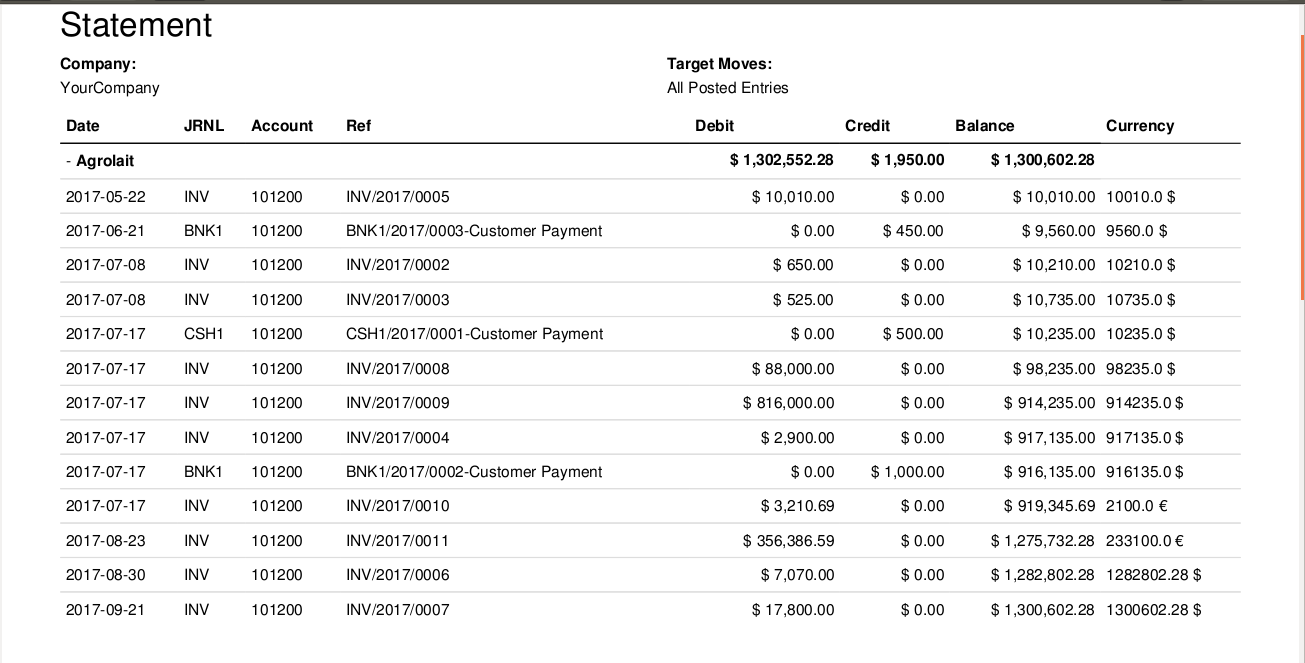 Statement
Company: Target Moves:
YourCompany All Posted Entries
Date JRNL Account Ref Debit Credit Balance Currency
- Agrolait $ 1,302,552.28 $ 1,950.00 $ 1,300,602.28
2017-05-22 INV 101200 INV/2017/0005 $ 10,010.00 $ 0.00 $ 10,010.00 10010.0 $
2017-06-21 BNK1 101200 BNK1/2017/0003-Customer Payment $ 0.00 $ 450.00 $ 9,560.00 9560.0 $
2017-07-08 INV 101200 INV/2017/0002 $ 650.00 $ 0.00 $ 10,210.00 10210.0 $
2017-07-08 INV 101200 INV/2017/0003 $ 525.00 $ 0.00 $ 10,735.00 10735.0 $
2017-07-17 CSH1 101200 CSH1/2017/0001-Customer Payment $ 0.00 $ 500.00 $ 10,235.00 10235.0 $
2017-07-17 INV 101200 INV/2017/0008 $ 88,000.00 $ 0.00 $ 98,235.00 98235.0 $
2017-07-17 INV 101200 INV/2017/0009 $ 816,000.00 $ 0.00 $ 914,235.00 914235.0 $
2017-07-17 INV 101200 INV/2017/0004 $ 2,900.00 $ 0.00 $ 917,135.00 917135.0 $
2017-07-17 BNK1 101200 BNK1/2017/0002-Customer Payment $ 0.00 $ 1,000.00 $ 916,135.00 916135.0 $
2017-07-17 INV 101200 INV/2017/0010 $ 3,210.69 $ 0.00 $ 919,345.69 2100.0 €
2017-08-23 INV 101200 INV/2017/0011 $ 356,386.59 $ 0.00 $ 1,275,732.28 233100.0 €
2017-08-30 INV 101200 INV/2017/0006 $ 7,070.00 $ 0.00 $ 1,282,802.28 1282802.28 $
2017-09-21 INV 101200 INV/2017/0007 $ 17,800.00 $ 0.00 $ 1,300,602.28 1300602.28 $